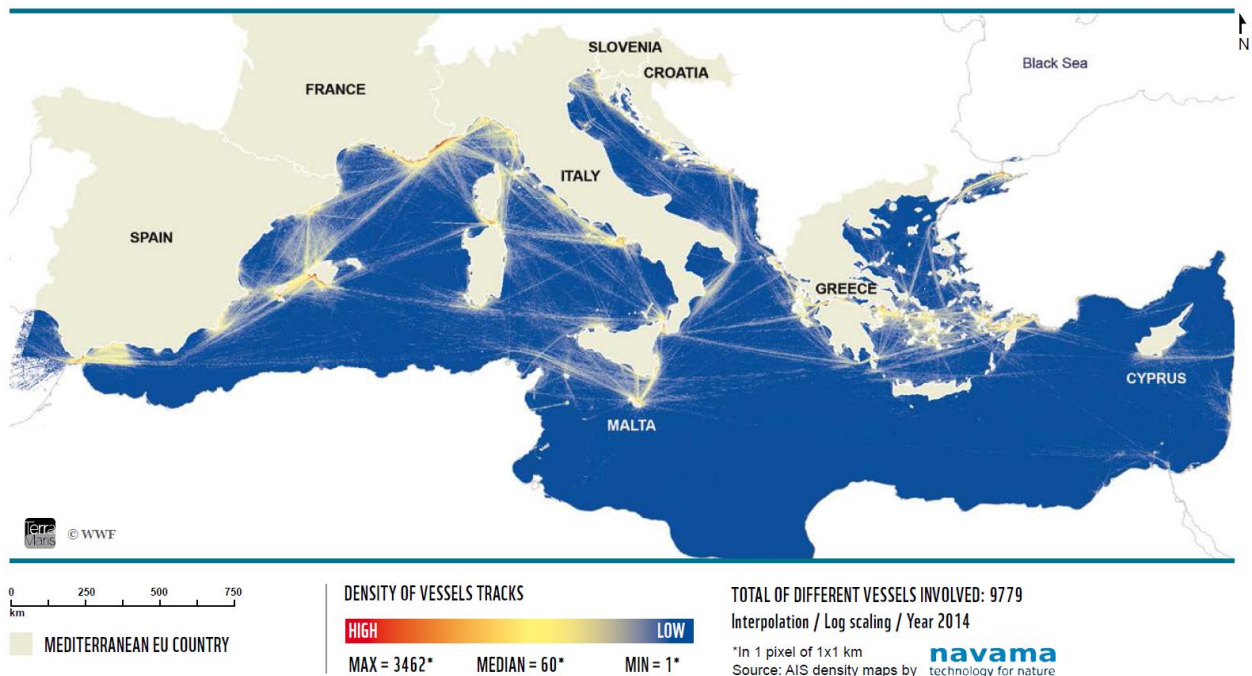 N
SLOVENIA
CROATIA
Black Sea
FRANCE
ITALY
SPAIN
GREECE
CYPRUS
MALTA
Terra
Maris
© WWF
0 250 500 750
km
MEDITERRANEAN EU COUNTRY
DENSITY OF VESSELS TRACKS
HIGH LOW
MAX = 3462* MEDIAN = 60* MIN = 1*
TOTAL OF DIFFERENT VESSELS INVOLVED: 9779
Interpolation / Log scaling / Year 2014
*In 1 pixel of 1x1 km
Source: AIS density maps by
navama
technology for nature